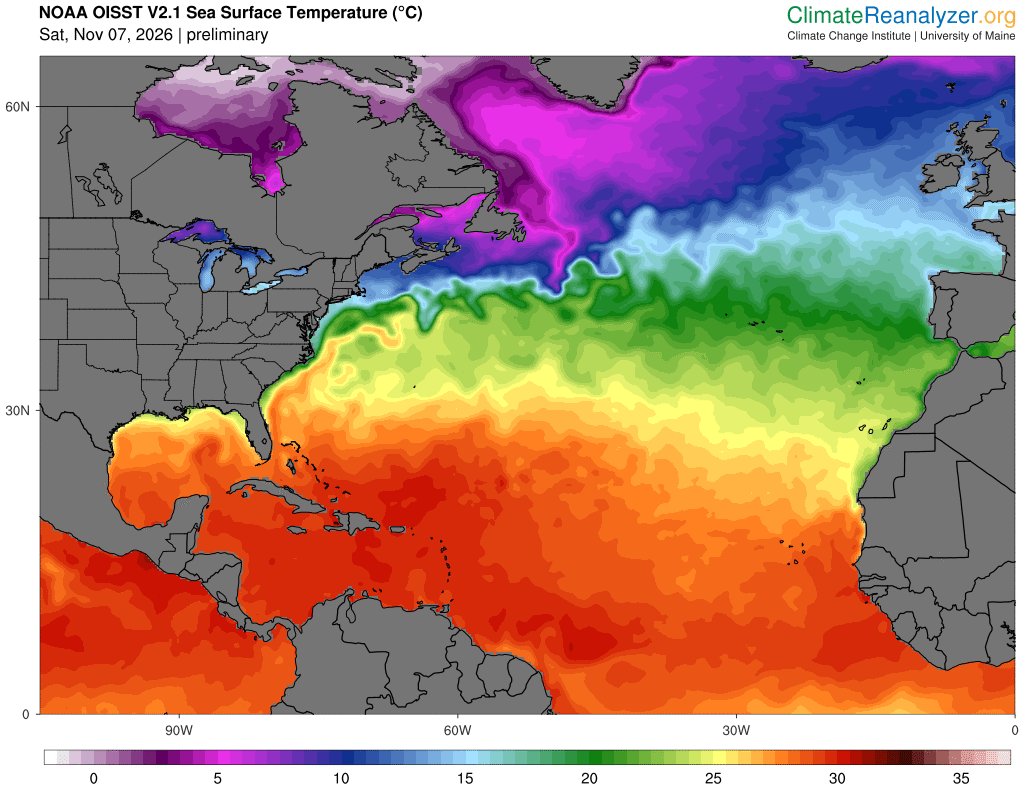 NOAA OISST V2.1 Sea Surface Temperature (°C)
Sat, Nov 07, 2026 | preliminary
ClimateReanalyzer.org
Climate Change Institute | University of Maine
60N
30N
0
90W 60W 30W 0
0 5 10 15 20 25 30 35